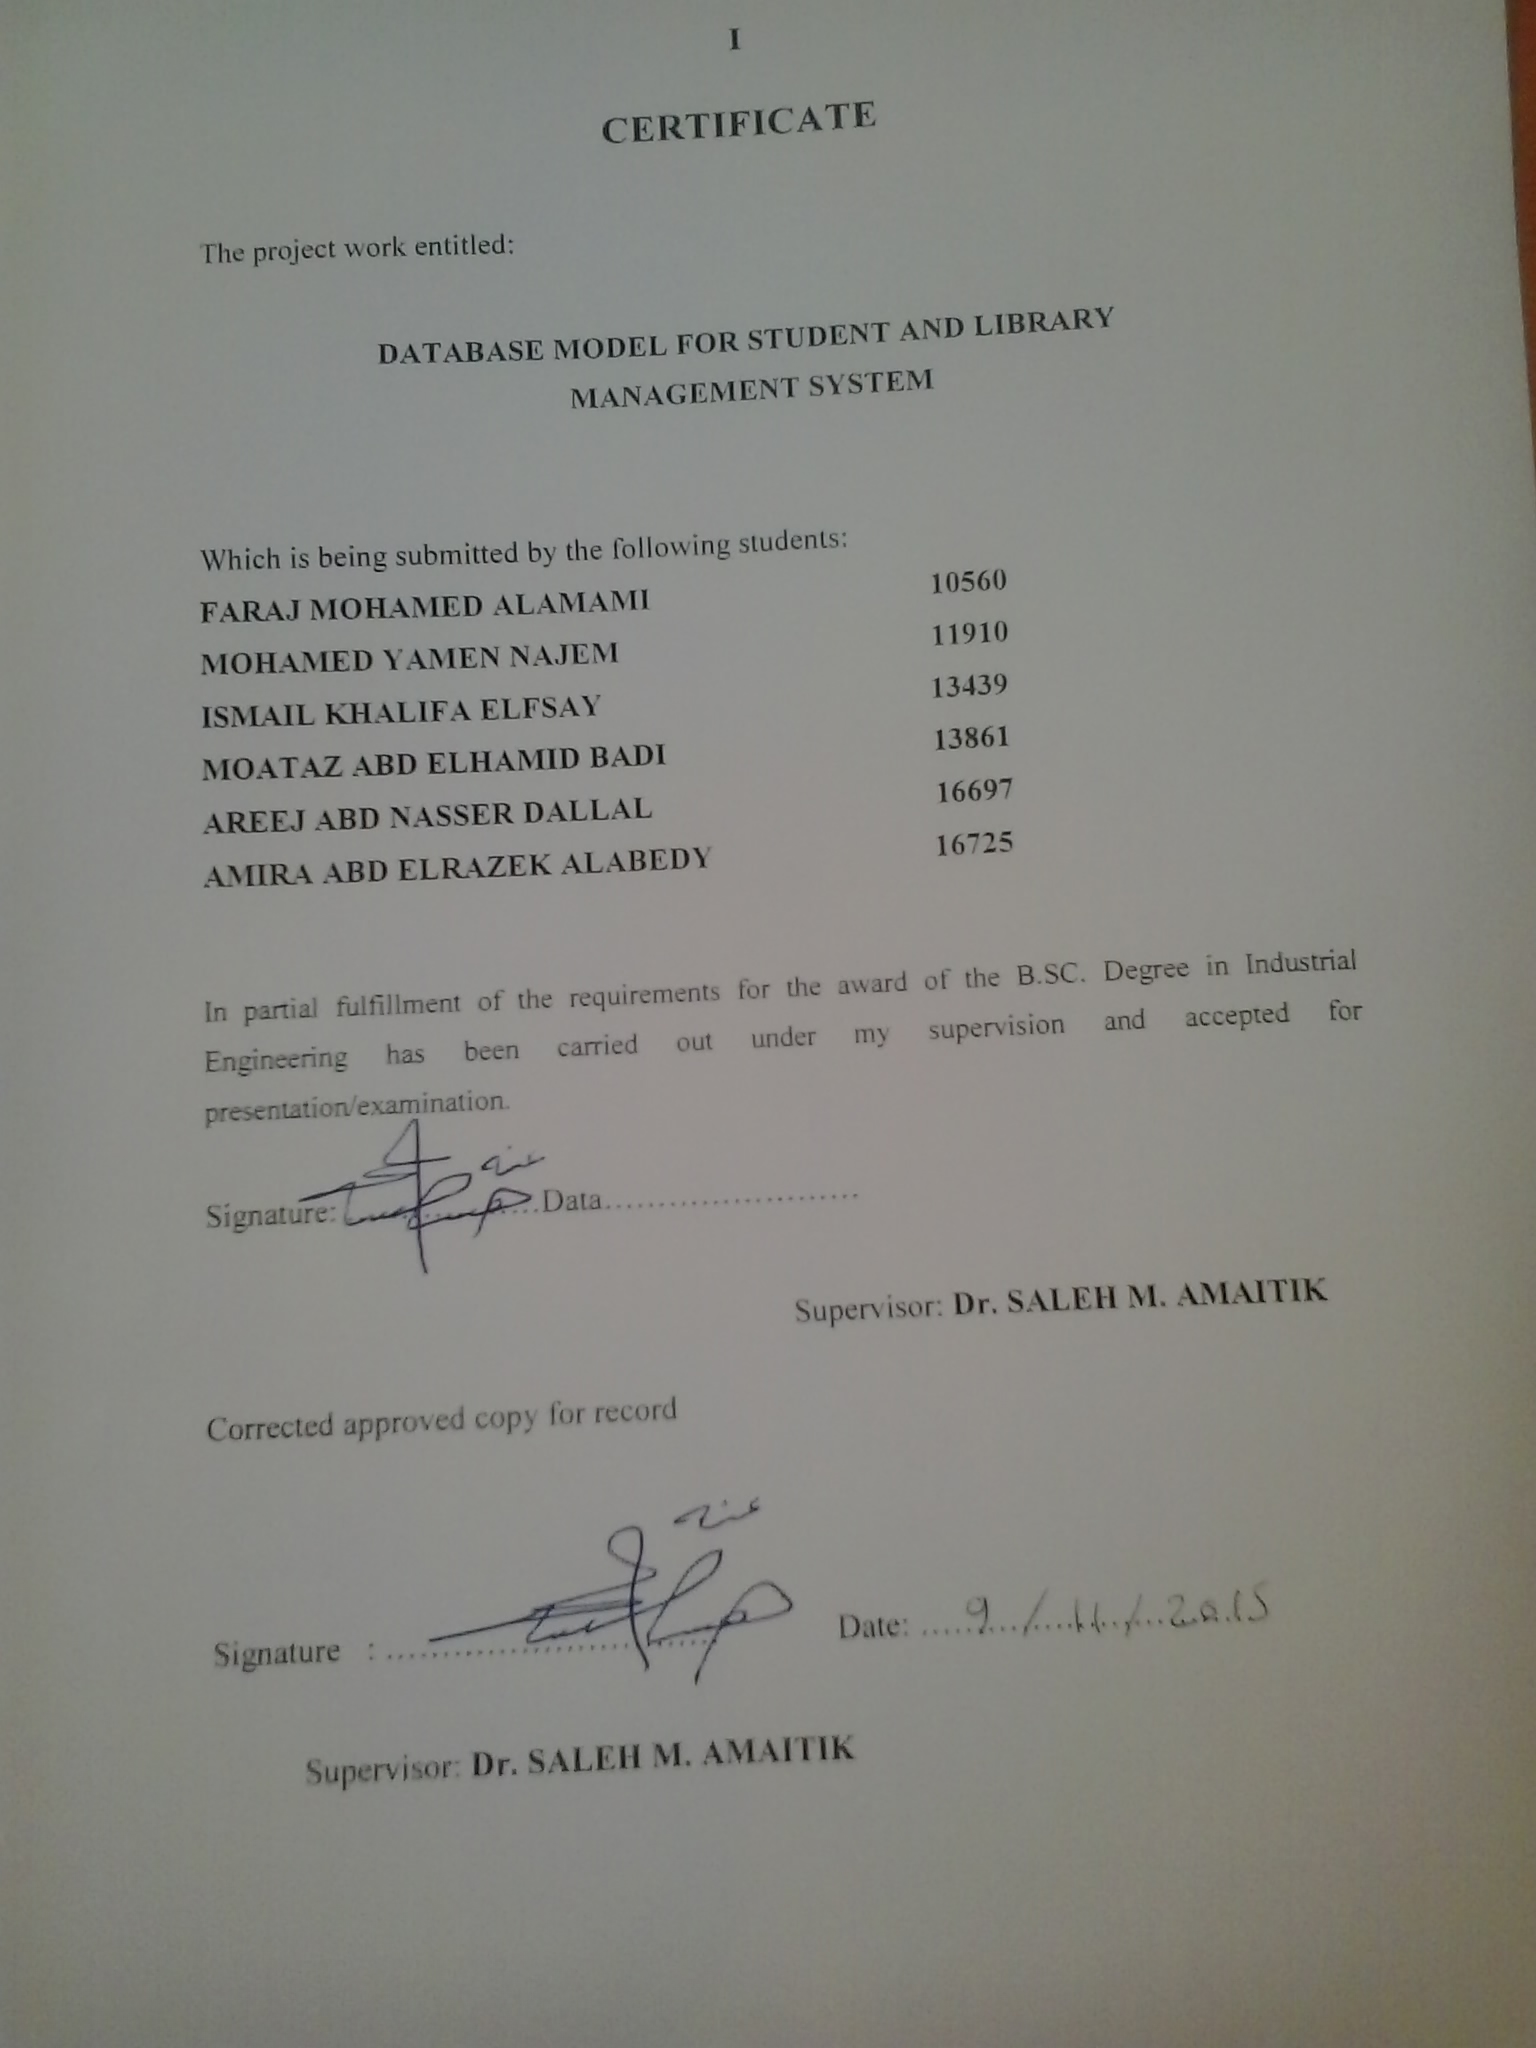 I
CERTIFICATE
The project work entitled:
DATABASE MODEL FOR STUDENT AND LIBRARY
MANAGEMENT SYSTEM
Which is being submitted by the following students:
FARAJ MOHAMED ALAMAMI 10560
MOHAMED YAMEN NAJEM 11910
ISMAIL KHALIFA ELFSAY 13439
MOATAZ ABD ELHAMID BADI 13861
AREEJ ABD NASSER DALLAL 16697
AMIRA ABD ELRAZEK ALABEDY 16725
In partial fulfillment of the requirements for the award of the B.SC. Degree in Industrial
Engineering has been carried out under my supervision and accepted for
presentation/examination.
Signature: .......................Data........................
Supervisor: Dr. SALEH M. AMAITIK
Corrected approved copy for record
Signature : .................................. Date: ......9.../...11.../...2015
Supervisor: Dr. SALEH M. AMAITIK